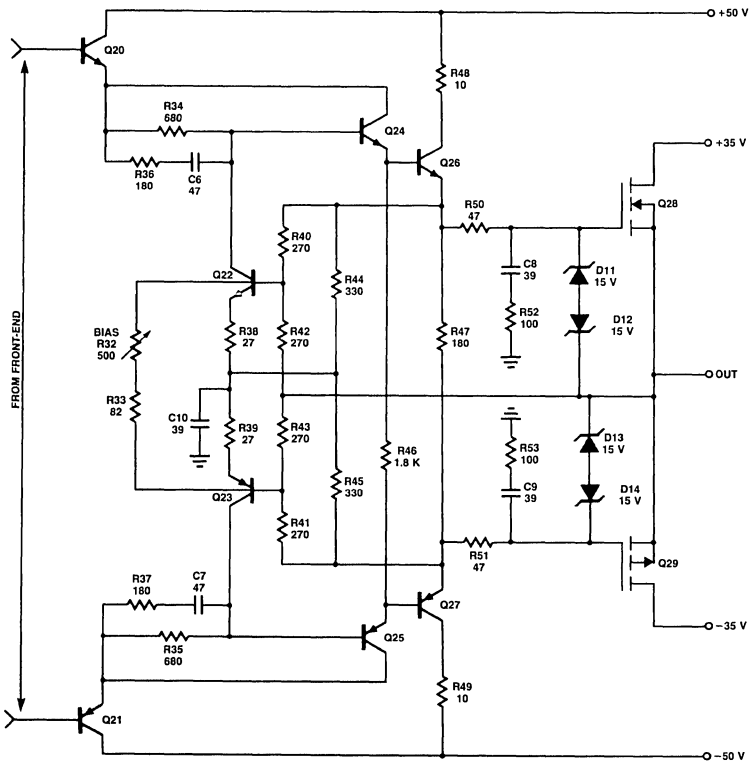 +50 V
Q20
R48
10
R34
680
Q24
+35 V
Q26
R36
180
C6
47
R50
47
Q28
R40
270
C8
39
D11
15 V
Q22
R44
330
R52
100
D12
15 V
FROM FRONT-END
BIAS
R32
500
R38
27
R42
270
R47
180
OUT
R33
82
C10
39
R39
27
R43
270
R46
1.8 K
R53
100
D13
15 V
R45
330
C9
39
D14
15 V
Q23
R41
270
R51
47
Q29
R37
180
C7
47
Q27
-35 V
R35
680
Q25
R49
10
Q21
-50 V